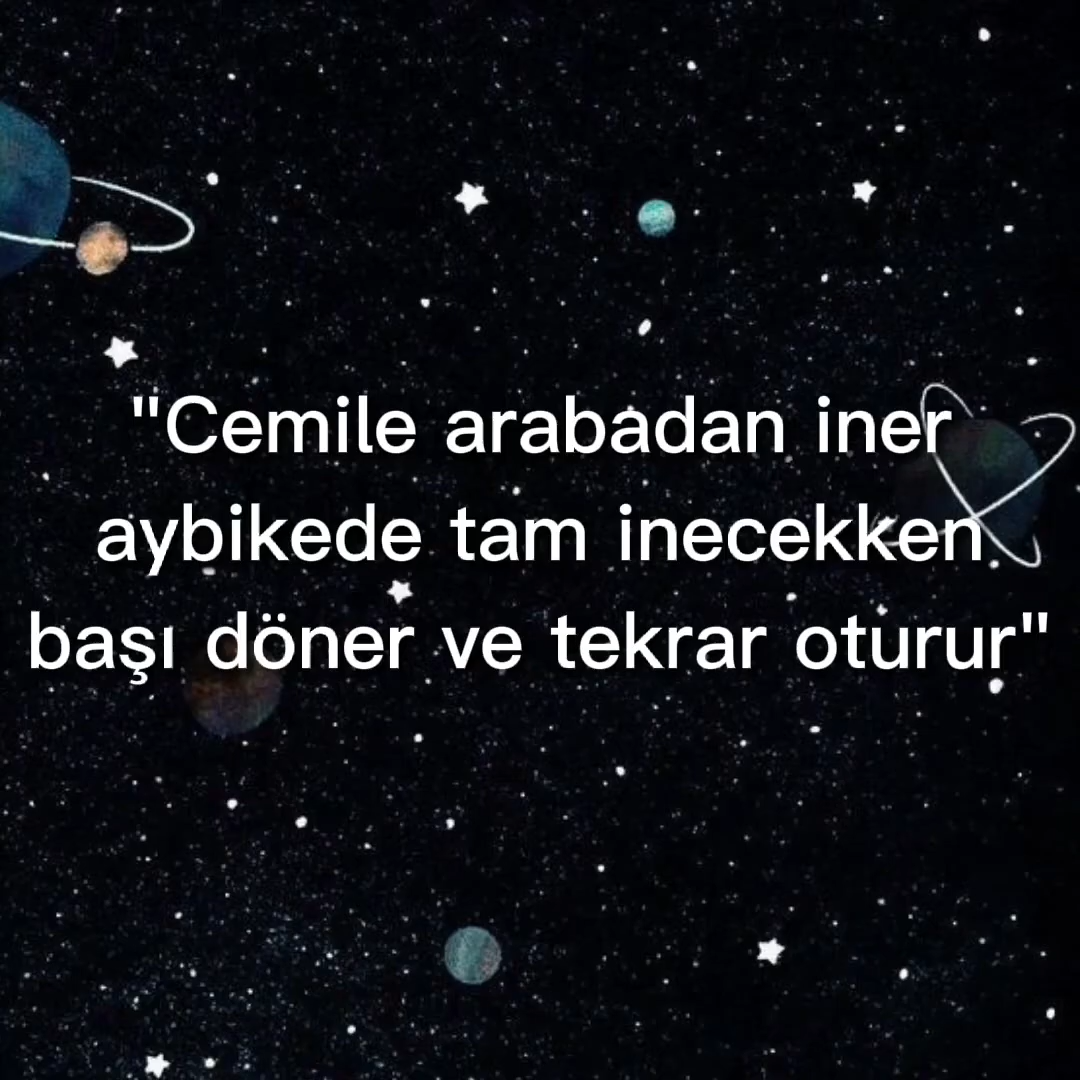 "Cemile arabadan iner
aybikede tam inecekken
başı döner ve tekrar oturur"